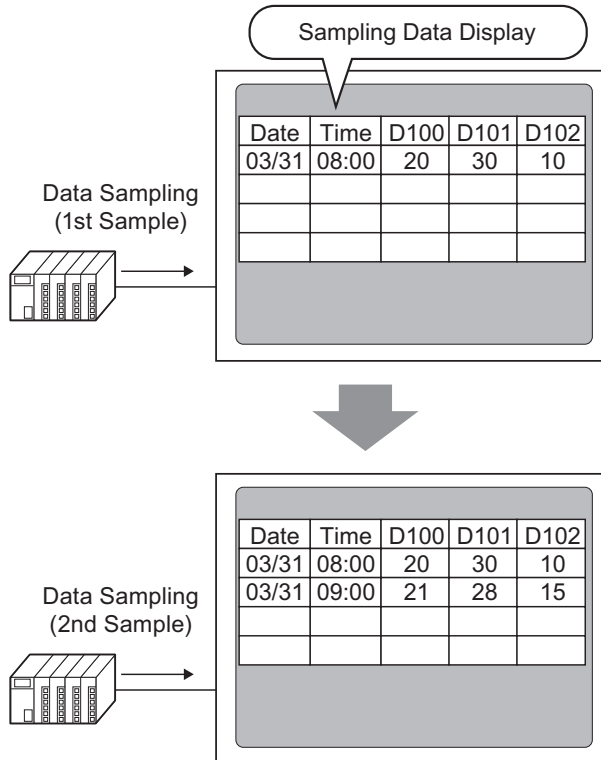 Sampling Data Display
Date Time D100 D101 D102
03/31 08:00 20 30 10
Data Sampling
(1st Sample)
Date Time D100 D101 D102
03/31 08:00 20 30 10
03/31 09:00 21 28 15
Data Sampling
(2nd Sample)